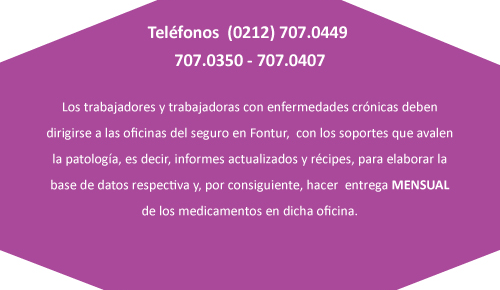 Teléfonos (0212) 707.0449
707.0350 - 707.0407
Los trabajadores y trabajadoras con enfermedades crónicas deben
dirigirse a las oficinas del seguro en Fontur, con los soportes que avalen
la patología, es decir, informes actualizados y récipes, para elaborar la
base de datos respectiva y, por consiguiente, hacer entrega MENSUAL
de los medicamentos en dicha oficina.